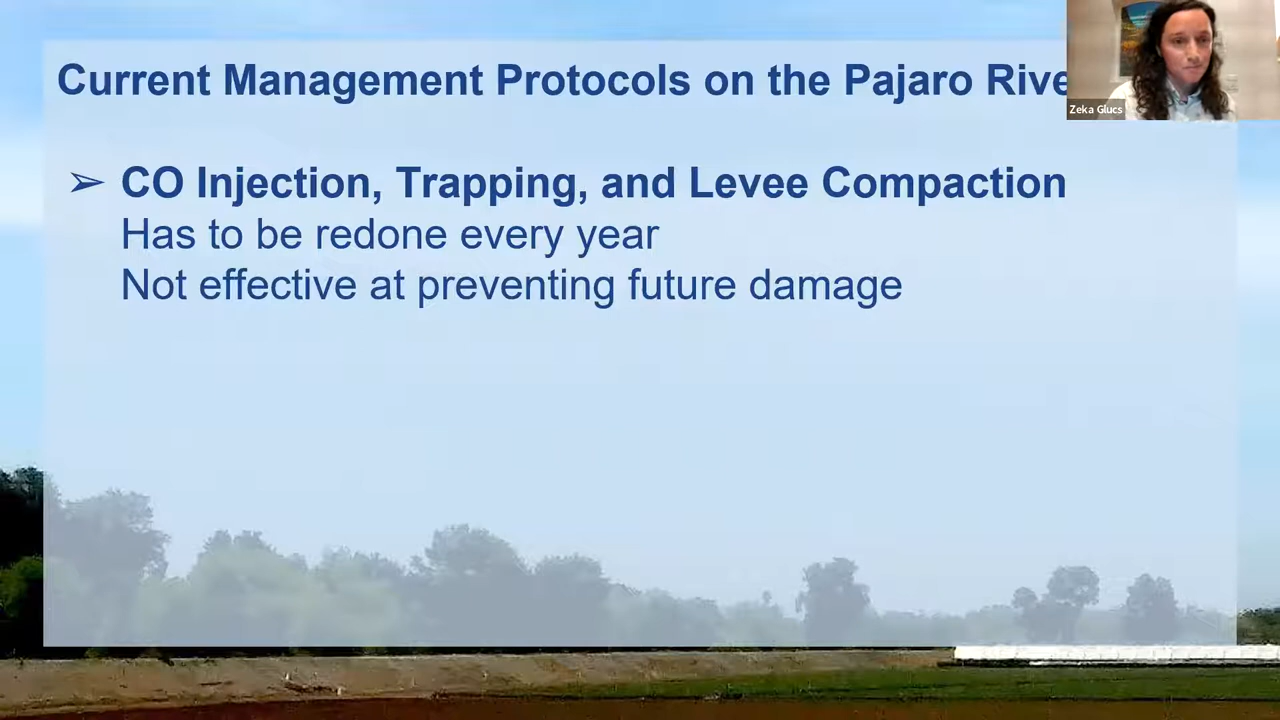 Current Management Protocols on the Pajaro Rive
➢ CO Injection, Trapping, and Levee Compaction
Has to be redone every year
Not effective at preventing future damage
Zeka Glucs